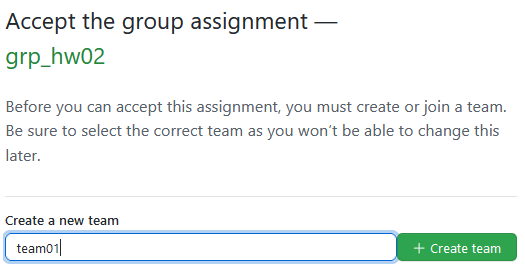 Accept the group assignment —
grp_hw02
Before you can accept this assignment, you must create or join a team.
Be sure to select the correct team as you won't be able to change this
later.
Create a new team
team01
+ Create team